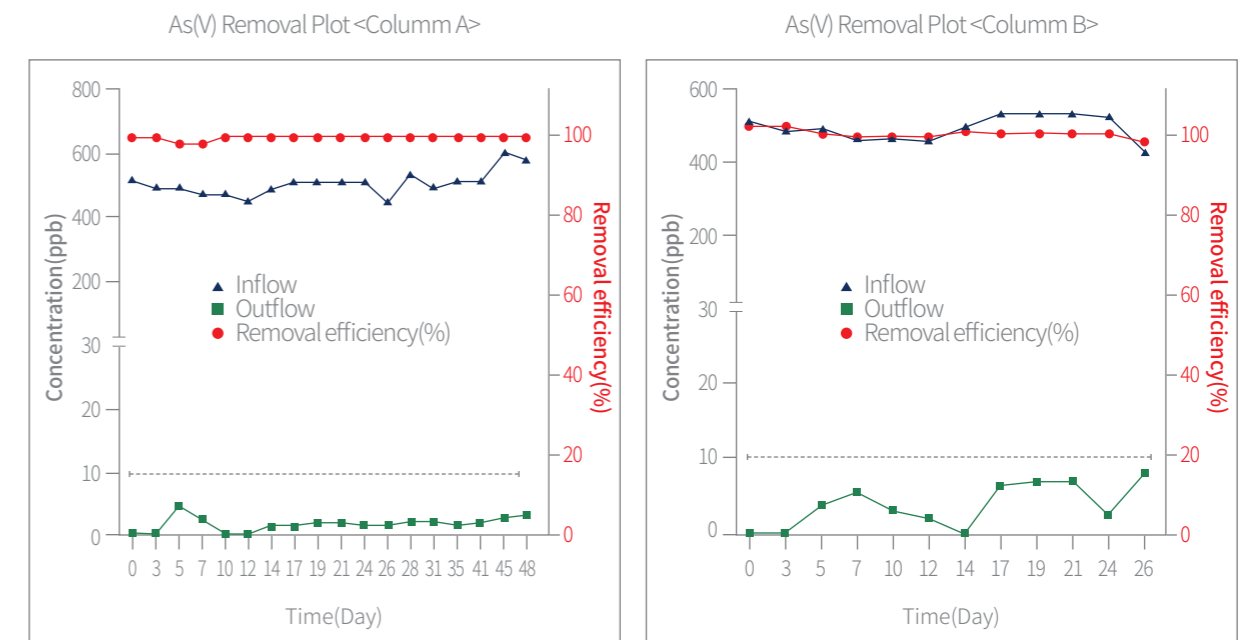 As(V) Removal Plot <Columm A>
800
600
400
200
30
20
10
0
Concentration(ppb)
Inflow
Outflow
Removal efficiency(%)
100
80
60
40
20
0
Removal efficiency(%)
0 3 5 7 10 12 14 17 19 21 24 26 28 31 35 41 45 48
Time(Day)
As(V) Removal Plot <Columm B>
600
400
200
30
20
10
0
Concentration(ppb)
Inflow
Outflow
Removal efficiency(%)
100
80
60
40
20
0
Removal efficiency(%)
0 3 5 7 10 12 14 17 19 21 24 26
Time(Day)